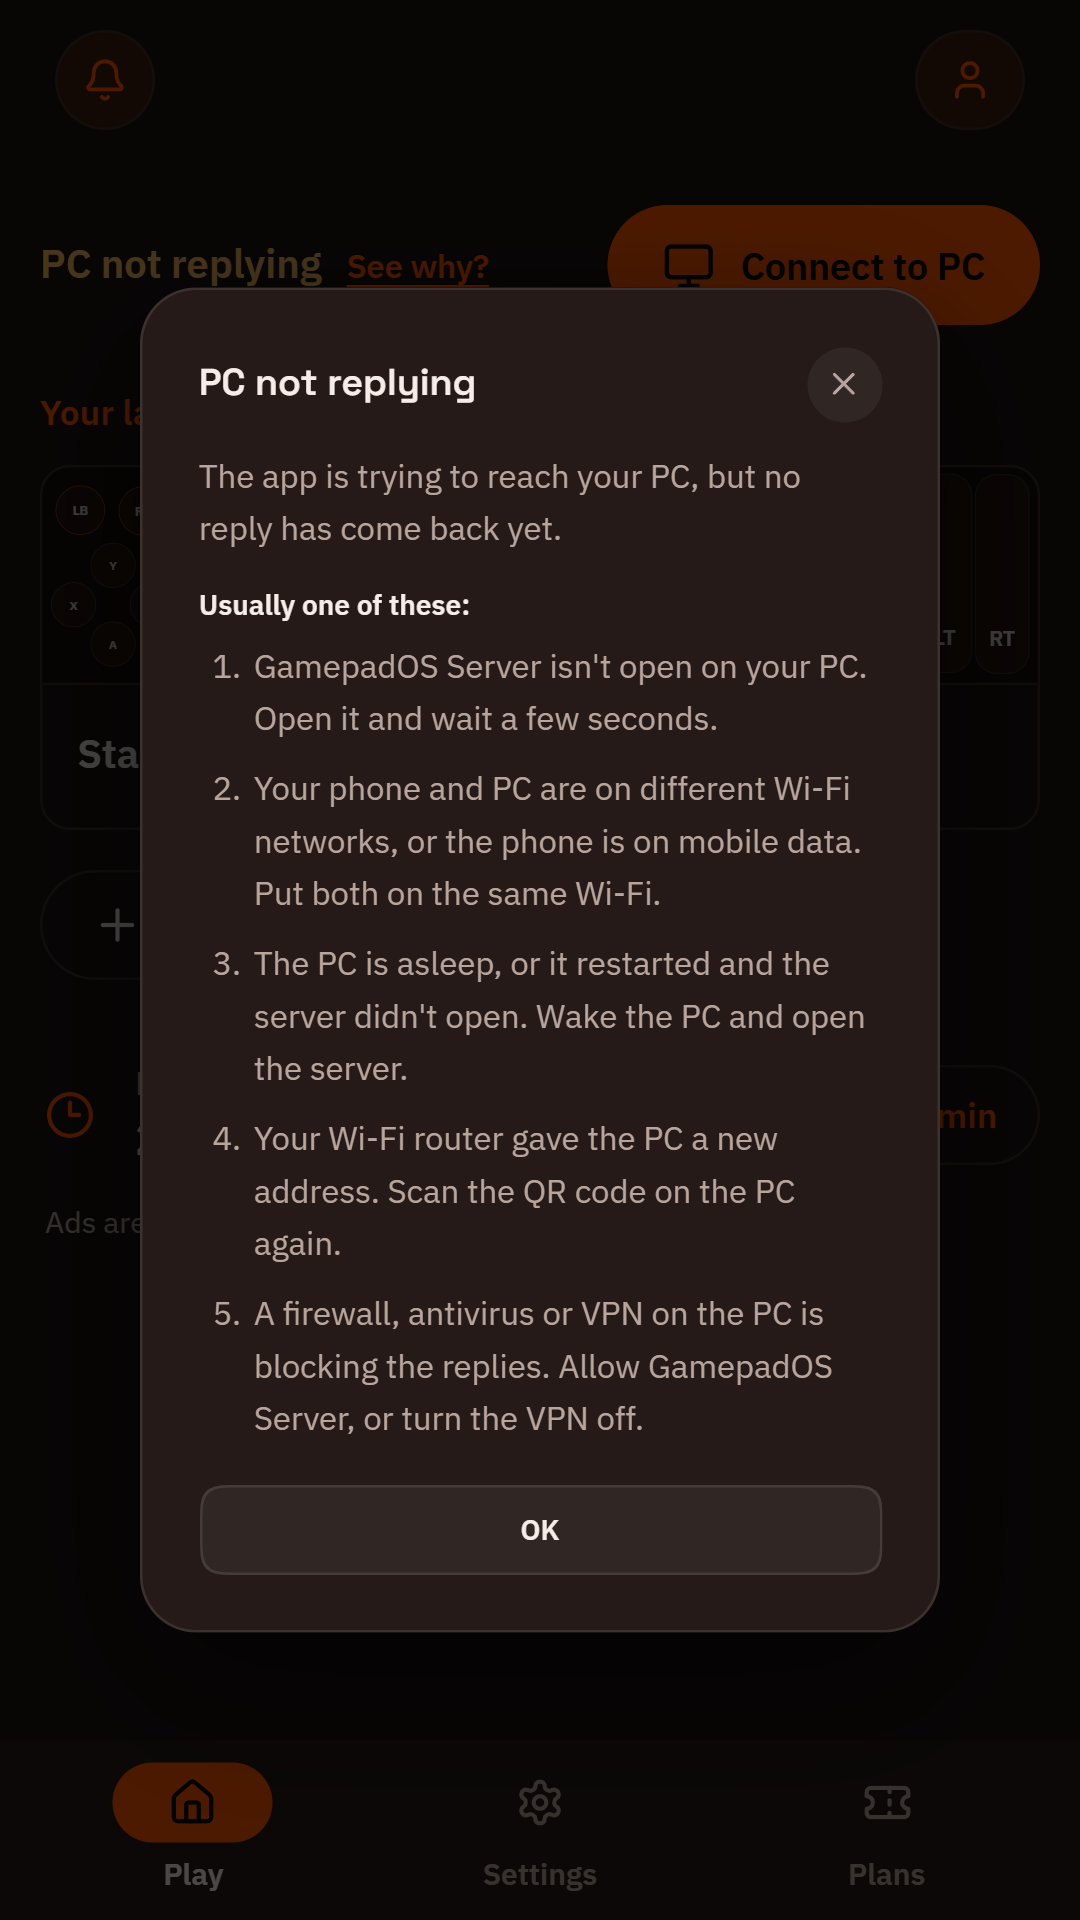 PC not replying See why?
Connect to PC
PC not replying
The app is trying to reach your PC, but no
reply has come back yet.
Usually one of these:
1. GamepadOS Server isn't open on your PC.
Open it and wait a few seconds.
2. Your phone and PC are on different Wi-Fi
networks, or the phone is on mobile data.
Put both on the same Wi-Fi.
3. The PC is asleep, or it restarted and the
server didn't open. Wake the PC and open
the server.
4. Your Wi-Fi router gave the PC a new
address. Scan the QR code on the PC
again.
5. A firewall, antivirus or VPN on the PC is
blocking the replies. Allow GamepadOS
Server, or turn the VPN off.
OK
Your
LB
Y
X
A
LT
RT
min
Ads are
Play
Settings
Plans